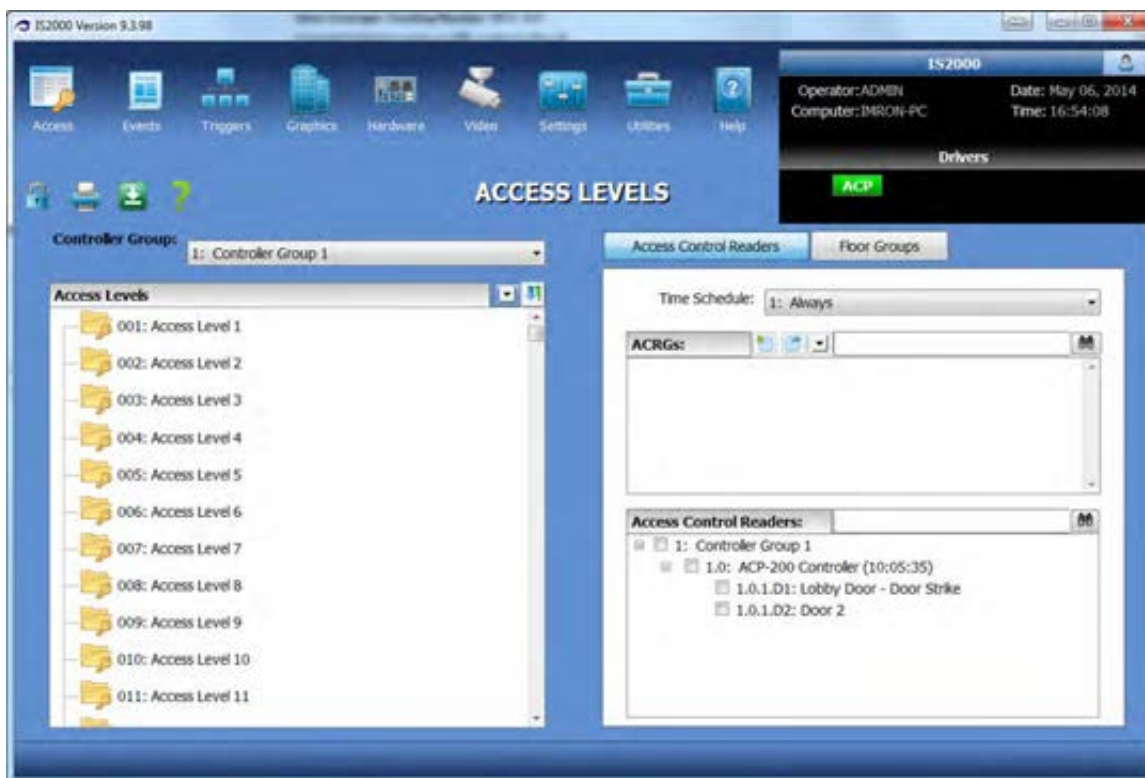 IS2000 Version 9.3.98
IS2000
Operator:ADMIN
Date: May 06, 2014
Computer:IMRON-PC
Time: 16:54:08
Drivers
ACP
Access
Events
Triggers
Graphics
Hardware
Video
Settings
Utilities
Help
ACCESS LEVELS
Controller Group:
1: Controller Group 1
Access Levels
001: Access Level 1
002: Access Level 2
003: Access Level 3
004: Access Level 4
005: Access Level 5
006: Access Level 6
007: Access Level 7
008: Access Level 8
009: Access Level 9
010: Access Level 10
011: Access Level 11
Access Control Readers
Floor Groups
Time Schedule:
1: Always
ACRGs:
Access Control Readers:
1: Controller Group 1
1.0: ACP-200 Controller (10:05:35)
1.0.1.D1: Lobby Door - Door Strike
1.0.1.D2: Door 2